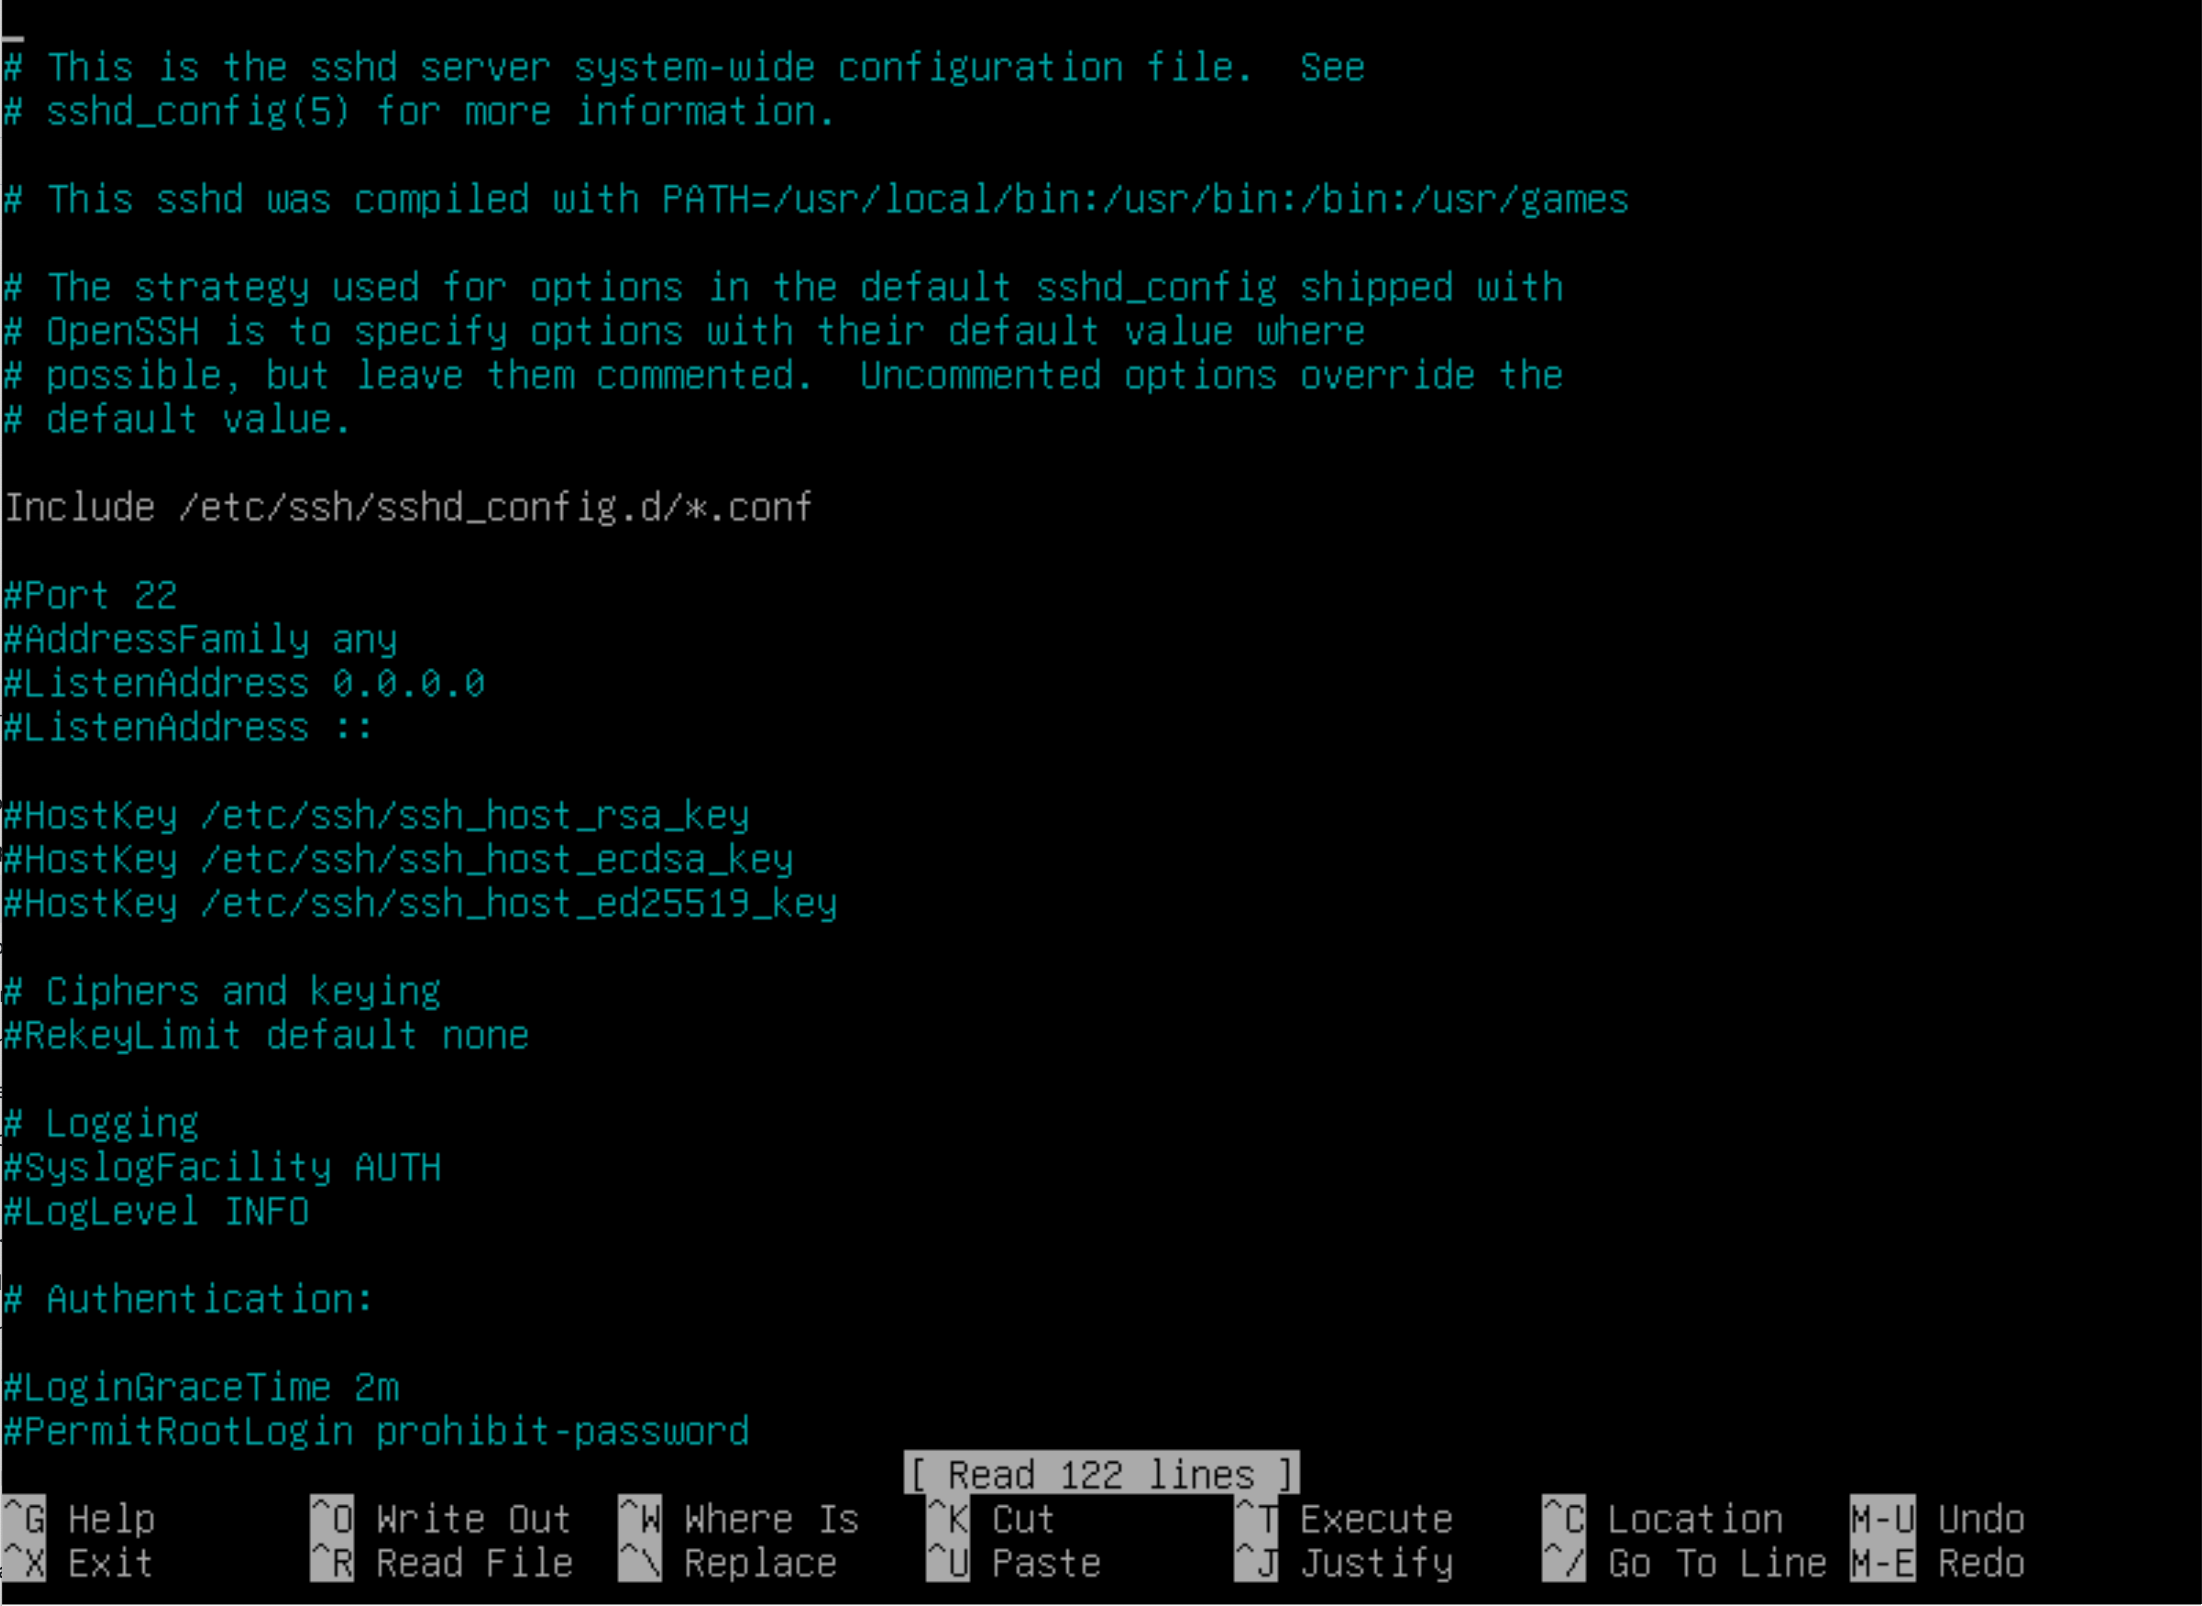 # This is the sshd server system-wide configuration file.  See
# sshd_config(5) for more information.
# This sshd was compiled with PATH=/usr/local/bin:/usr/bin:/bin:/usr/games
# The strategy used for options in the default sshd_config shipped with
# OpenSSH is to specify options with their default value where
# possible, but leave them commented.  Uncommented options override the
# default value.
Include /etc/ssh/sshd_config.d/*.conf
#Port 22
#AddressFamily any
#ListenAddress 0.0.0.0
#ListenAddress ::
#HostKey /etc/ssh/ssh_host_rsa_key
#HostKey /etc/ssh/ssh_host_ecdsa_key
#HostKey /etc/ssh/ssh_host_ed25519_key
# Ciphers and keying
#RekeyLimit default none
# Logging
#SyslogFacility AUTH
#LogLevel INFO
# Authentication:
#LoginGraceTime 2m
#PermitRootLogin prohibit-password
[ Read 122 lines ]
^G Help ^O Write Out ^W Where Is ^K Cut ^T Execute ^C Location M-U Undo
^X Exit ^R Read File ^\ Replace ^U Paste ^J Justify ^/ Go To Line M-E Redo